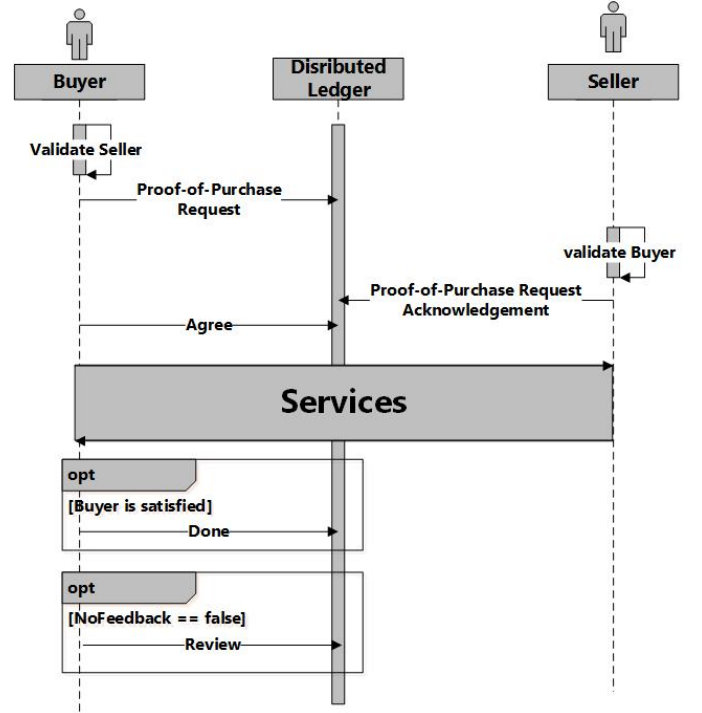 Buyer
Disributed
Ledger
Seller
Validate Seller
Proof-of-Purchase
Request
validate Buyer
Proof-of-Purchase Request
Acknowledgement
Agree
Services
opt
[Buyer is satisfied]
Done
opt
[NoFeedback == false]
Review